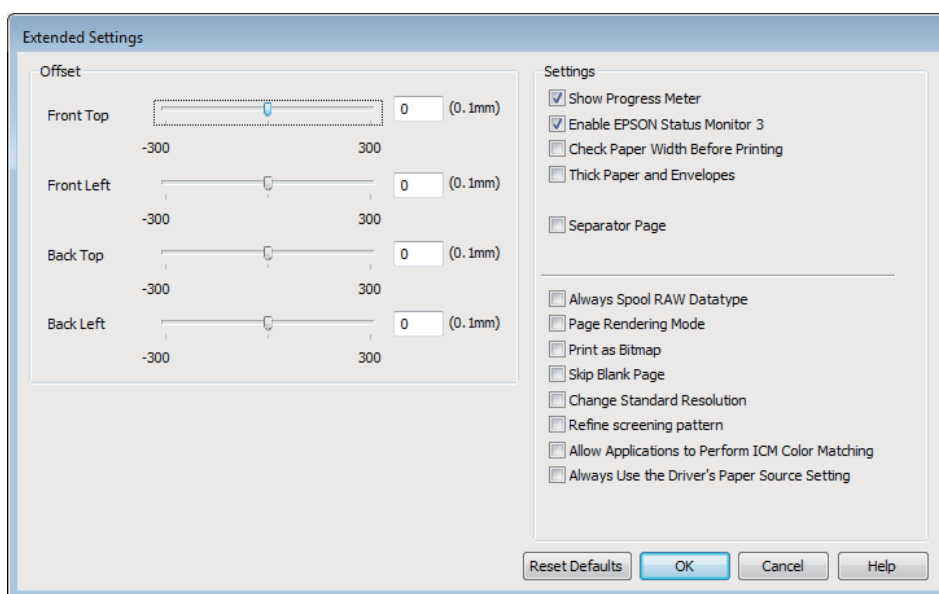 Extended Settings
Offset
Front Top
0 (0.1mm)
-300 300
Front Left
0 (0.1mm)
-300 300
Back Top
0 (0.1mm)
-300 300
Back Left
0 (0.1mm)
-300 300
Settings
Show Progress Meter
Enable EPSON Status Monitor 3
Check Paper Width Before Printing
Thick Paper and Envelopes
Separator Page
Always Spool RAW Datatype
Page Rendering Mode
Print as Bitmap
Skip Blank Page
Change Standard Resolution
Refine screening pattern
Allow Applications to Perform ICM Color Matching
Always Use the Driver's Paper Source Setting
Reset Defaults OK Cancel Help